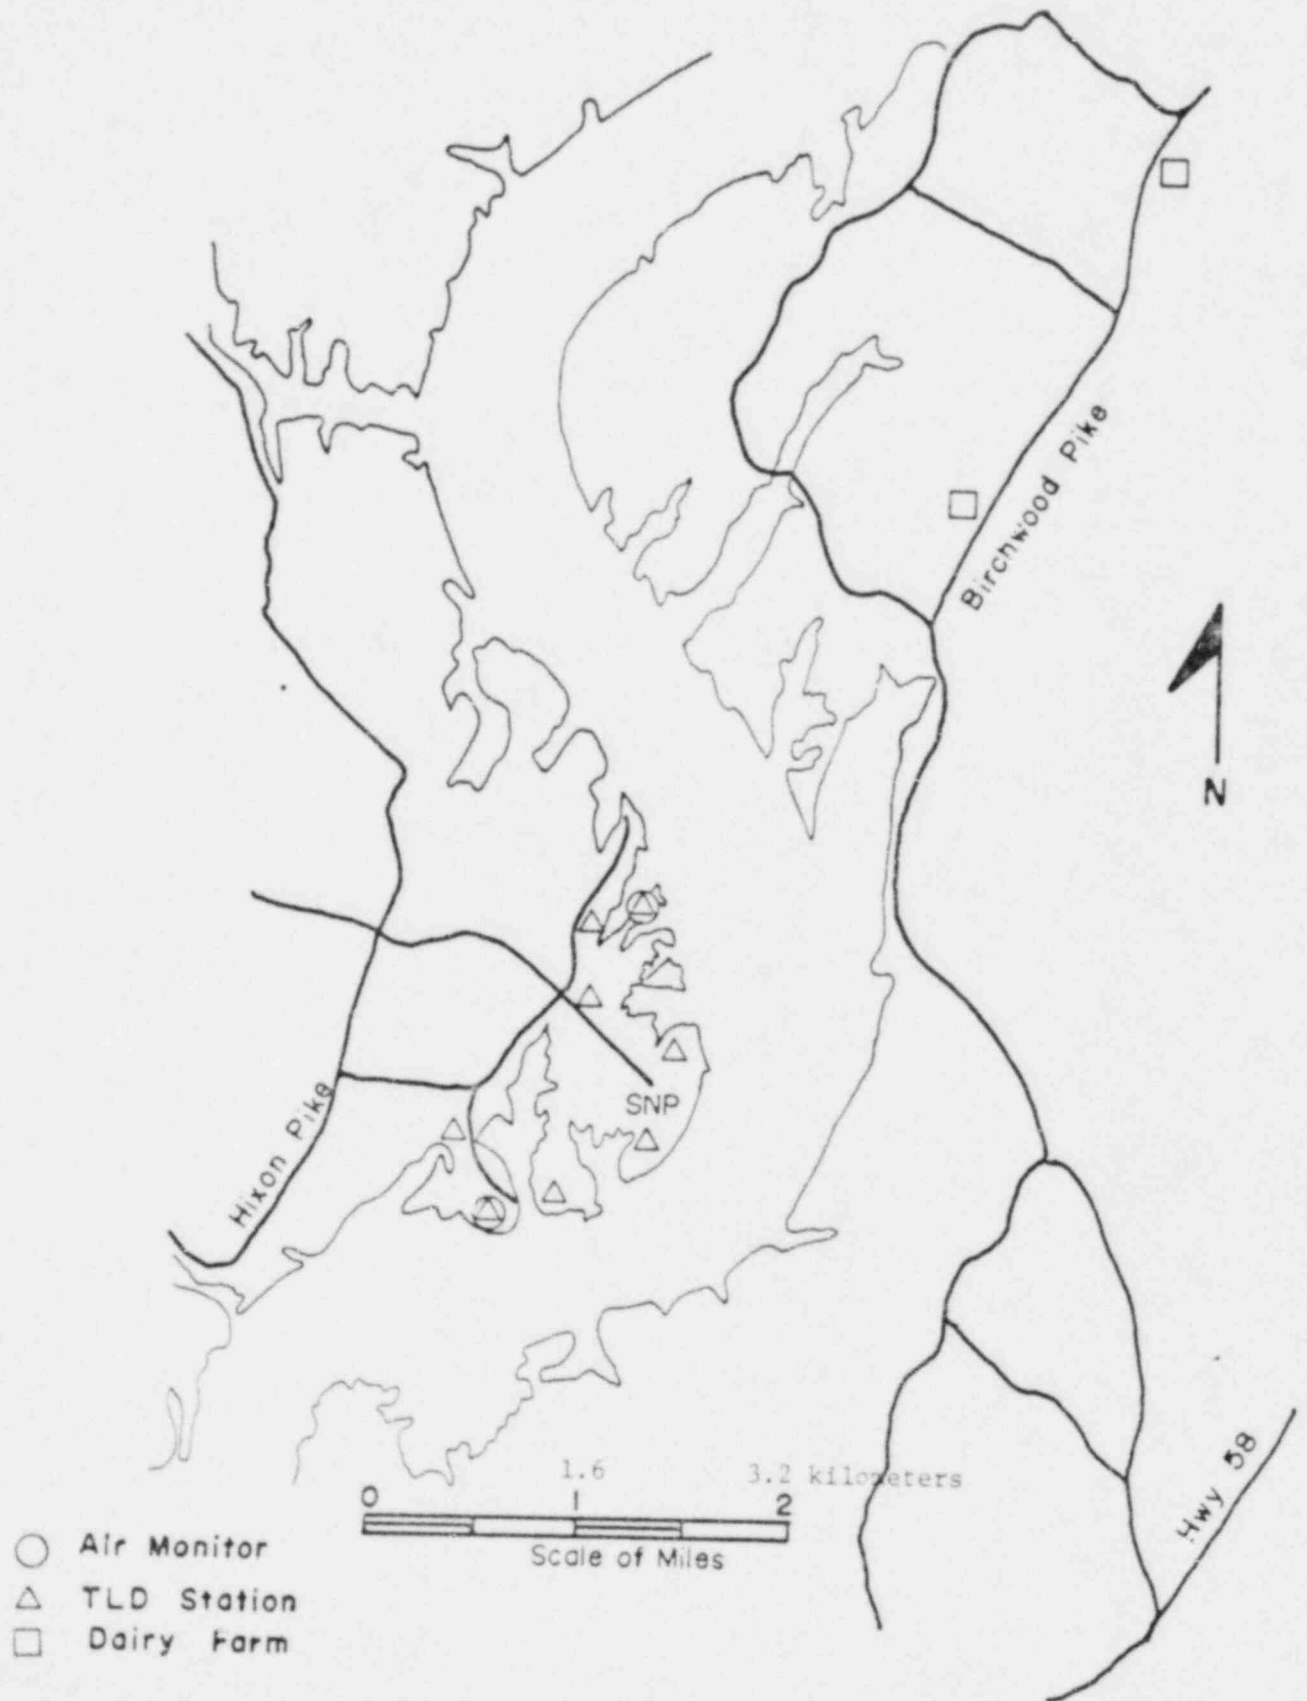 Birchwood Pike
N
SNP
Hixon Pike
1.6 3.2 kilometers
0 1 2
Scale of Miles
Hwy 58
Air Monitor
TLD Station
Dairy Farm